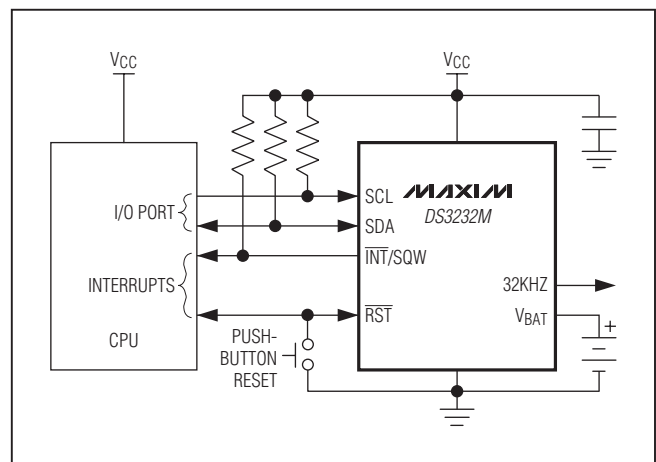 VCC
VCC
I/O PORT
INTERRUPTS
CPU
PUSH-
BUTTON
RESET
SCL
SDA
INT/SQW
RST
MAXIM
DS3232M
32KHZ
VBAT
+